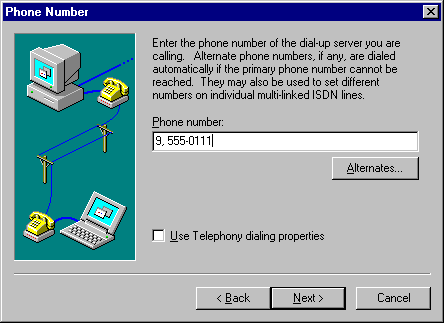 Phone Number
Enter the phone number of the dial-up server you are
calling.  Alternate phone numbers, if any, are dialed
automatically if the primary phone number cannot be
reached.  They may also be used to set different
numbers on individual multi-linked ISDN lines.
Phone number:
9, 555-0111
Alternates...
Use Telephony dialing properties
< Back
Next >
Cancel